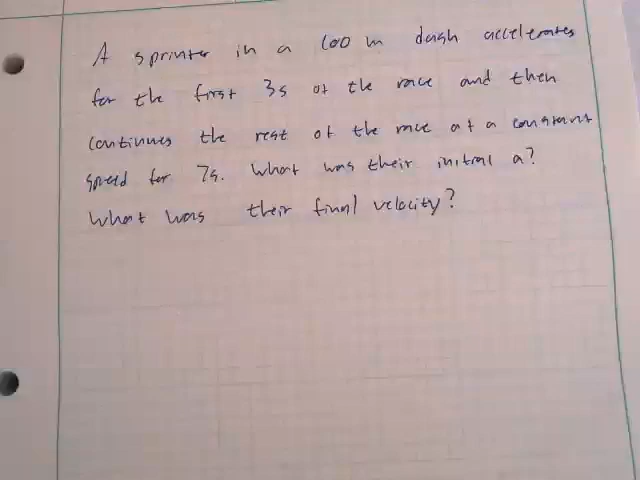 A sprinter in a 100 m dash accelerates
for the first 3s of the race and then
continues the rest of the race at a constant
speed for 7s. What was their initial a?
What was their final velocity?